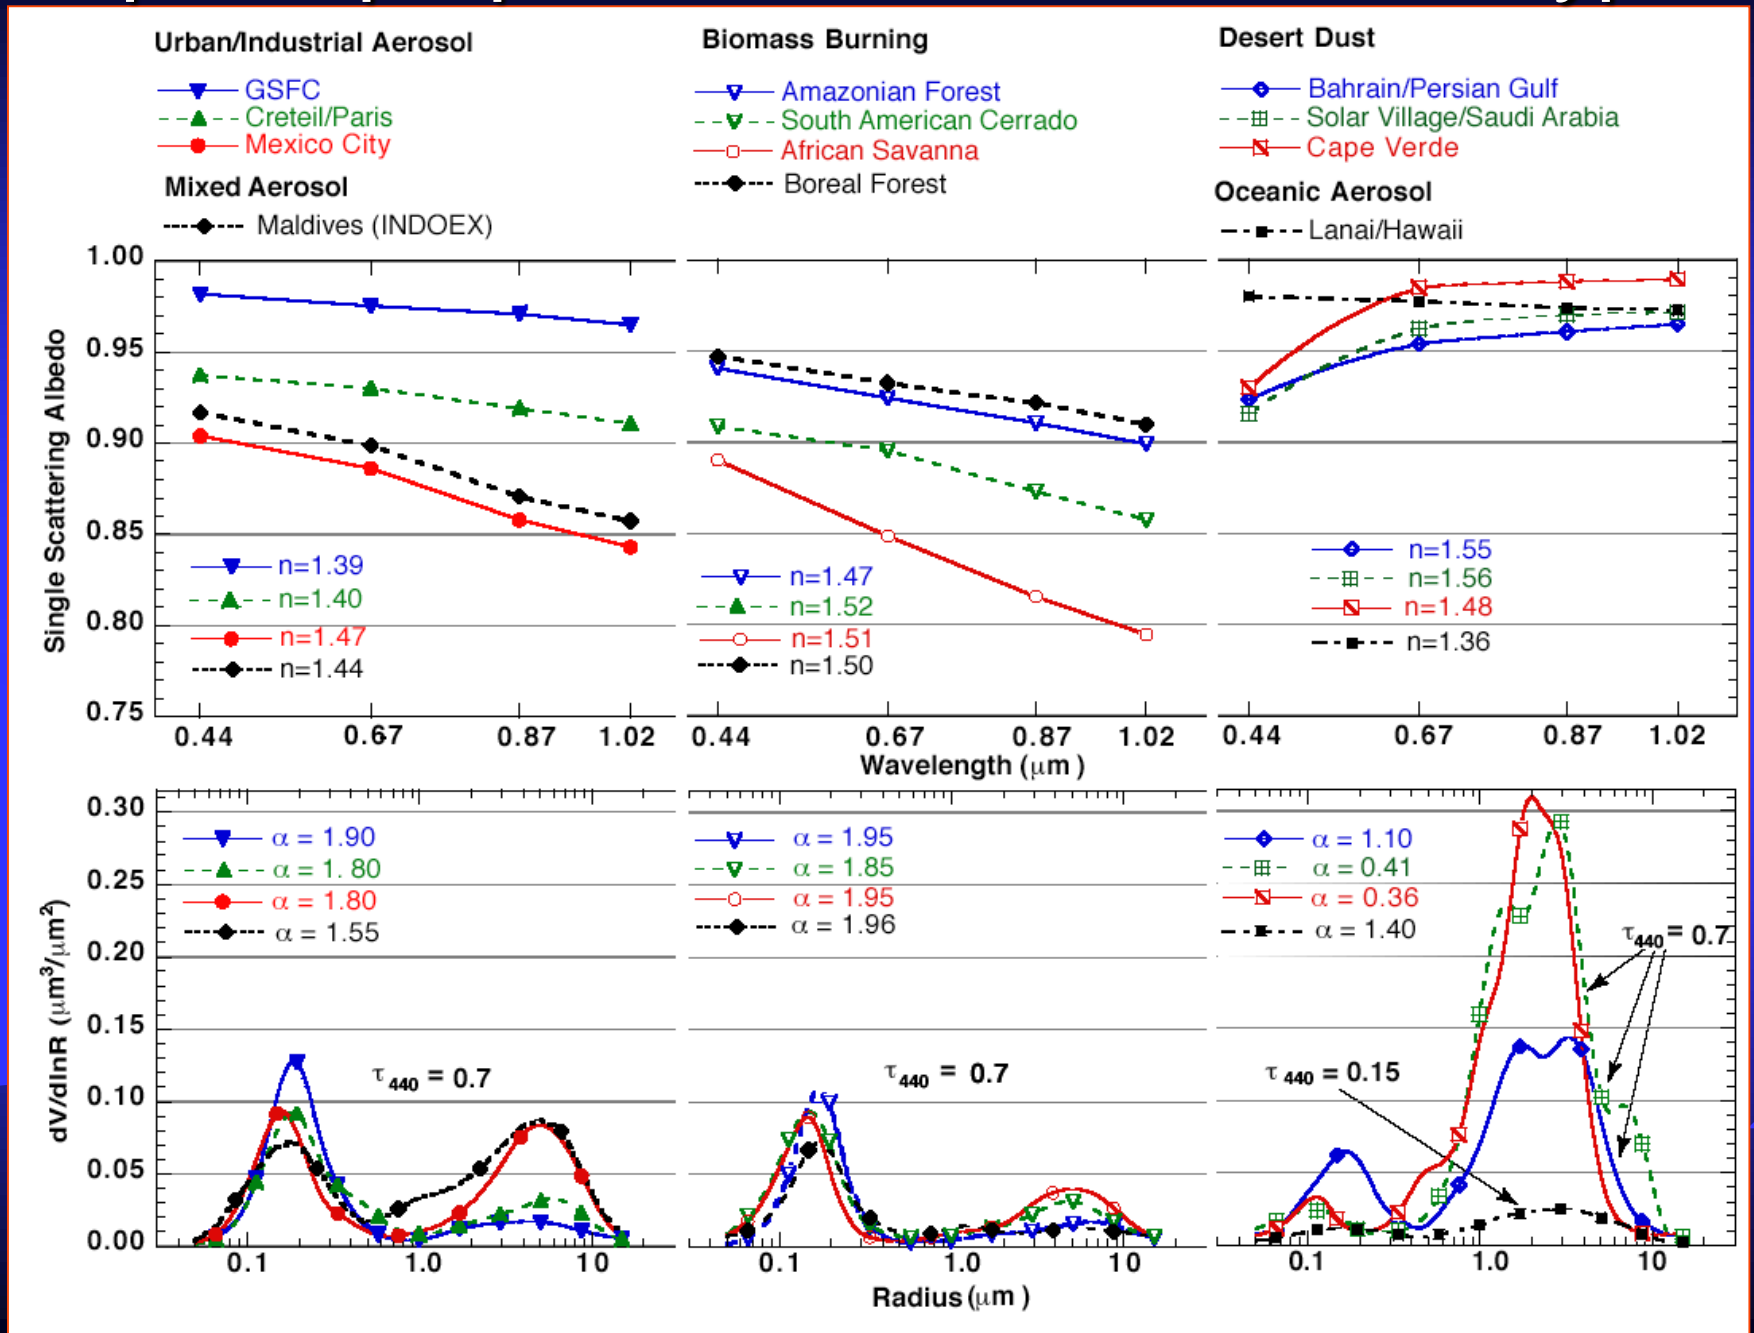 Urban/Industrial Aerosol
GSFC
Creteil/Paris
Mexico City
Mixed Aerosol
Maldives (INDOEX)
Biomass Burning
Amazonian Forest
South American Cerrado
African Savanna
Boreal Forest
Desert Dust
Bahrain/Persian Gulf
Solar Village/Saudi Arabia
Cape Verde
Oceanic Aerosol
Lanai/Hawaii
Single Scattering Albedo
1.00
0.95
0.90
0.85
0.80
0.75
n=1.39
n=1.40
n=1.47
n=1.44
n=1.47
n=1.52
n=1.51
n=1.50
n=1.55
n=1.56
n=1.48
n=1.36
0.44 0.67 0.87 1.02
0.44 0.67 0.87 1.02
0.44 0.67 0.87 1.02
Wavelength (μm )
dV/dlnR (μm³/μm²)
0.30
0.25
0.20
0.15
0.10
0.05
0.00
α = 1.90
α = 1. 80
α = 1.80
α = 1.55
τ440 = 0.7
α = 1.95
α = 1.85
α = 1.95
α = 1.96
τ440 = 0.7
α = 1.10
α = 0.41
α = 0.36
α = 1.40
τ440 = 0.7
τ440 = 0.15
0.1 1.0 10
0.1 1.0 10
0.1 1.0 10
Radius (μm )